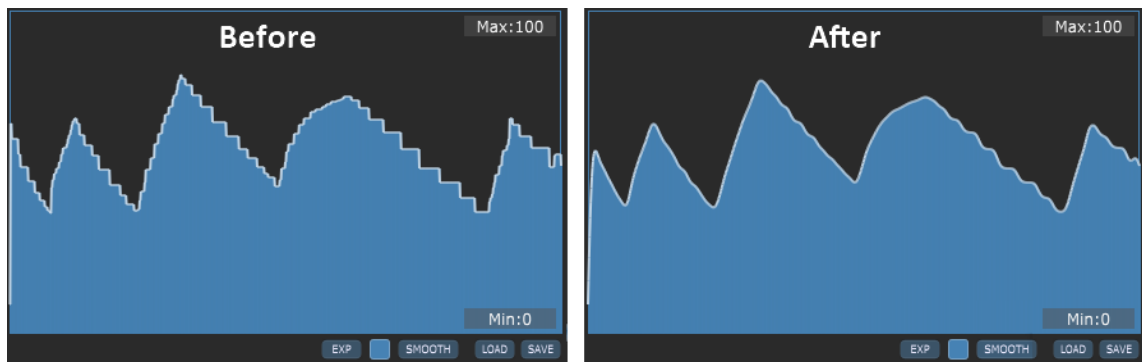 Before
Max:100
Min:0
EXP
SMOOTH
LOAD
SAVE
After
Max:100
Min:0
EXP
SMOOTH
LOAD
SAVE